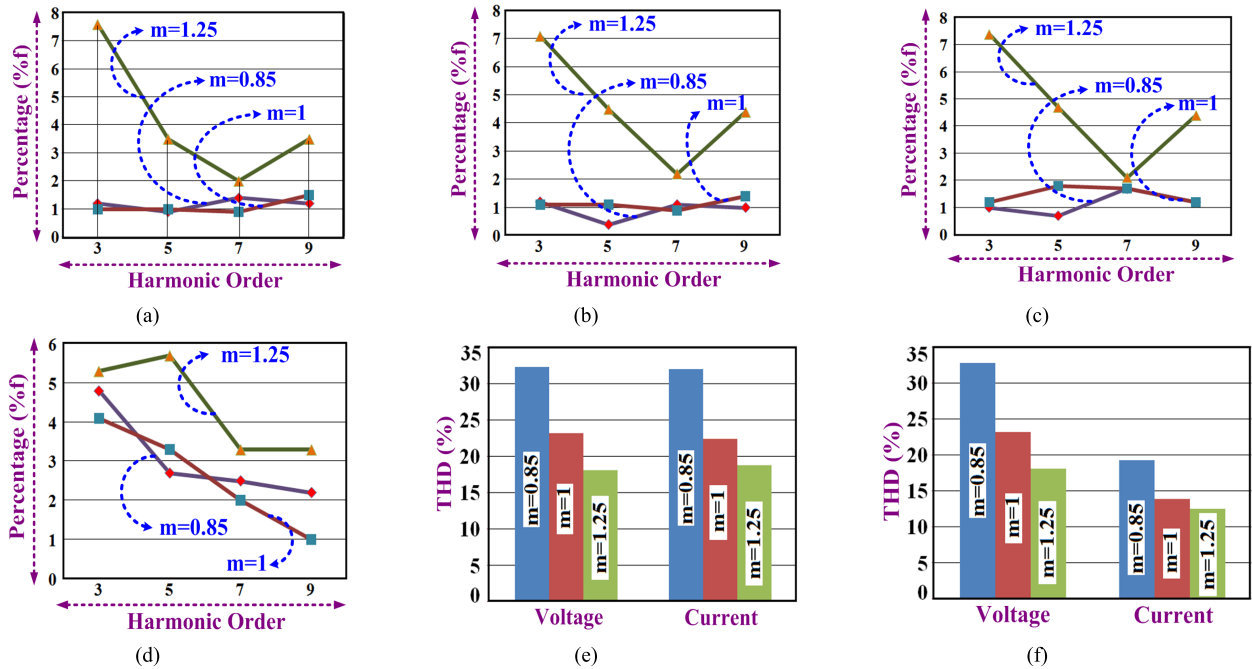 8
7
6
5
4
3
2
1
0
Percentage (%f)
m=1.25
m=0.85
m=1
3 5 7 9
Harmonic Order
(a)
8
7
6
5
4
3
2
1
0
Percentage (%f)
m=1.25
m=0.85
m=1
3 5 7 9
Harmonic Order
(b)
8
7
6
5
4
3
2
1
0
Percentage (%f)
m=1.25
m=0.85
m=1
3 5 7 9
Harmonic Order
(c)
6
5
4
3
2
1
0
Percentage (%f)
m=1.25
m=0.85
m=1
3 5 7 9
Harmonic Order
(d)
35
30
25
20
15
10
5
0
THD (%)
m=0.85
m=1
m=1.25
m=0.85
m=1
m=1.25
Voltage Current
(e)
35
30
25
20
15
10
5
0
THD (%)
m=0.85
m=1
m=1.25
m=0.85
m=1
m=1.25
Voltage Current
(f)